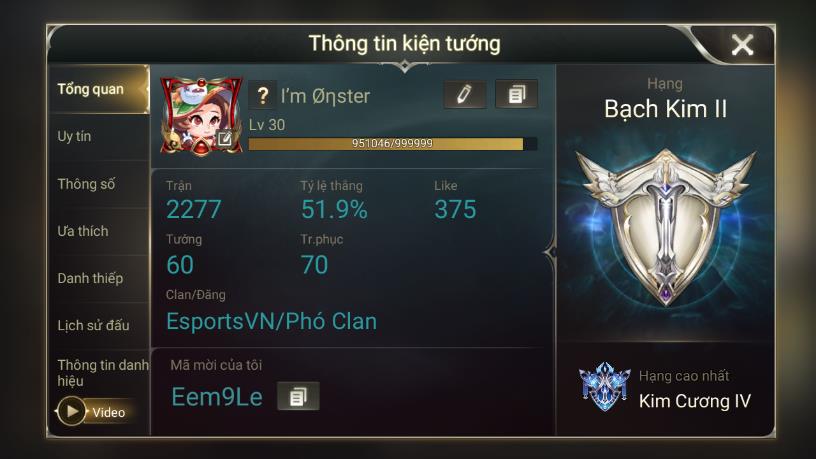 Thông tin kiện tướng
Tổng quan
Uy tín
Thông số
Ưa thích
Danh thiếp
Lịch sử đấu
Thông tin danh
hiệu
Video
?
I'm Øηster
Lv 30
951046/999999
Trận
Tỷ lệ thắng
Like
2277
51.9%
375
Tướng
Tr.phục
60
70
Clan/Đăng
EsportsVN/Phó Clan
Mã mời của tôi
Eem9Le
Hạng
Bạch Kim II
Hạng cao nhất
Kim Cương IV